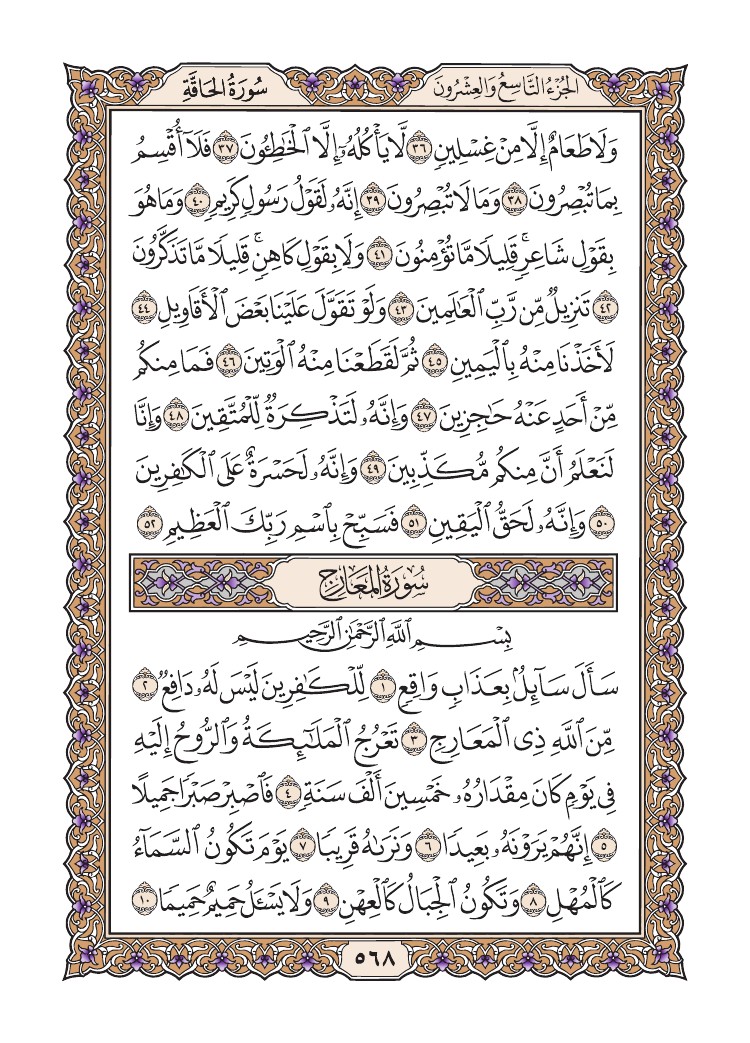 الجُزْءُ التَّاسِعُ وَالعِشْرُونَ سُورَةُ الحَاقَّةِ
وَلَا طَعَامٌ إِلَّا مِنْ غِسْلِينٍ ٣٦ لَّا يَأْكُلُهُۥٓ إِلَّا ٱلْخَٰطِـُٔونَ ٣٧ فَلَآ أُقْسِمُ
بِمَا تُبْصِرُونَ ٣٨ وَمَا لَا تُبْصِرُونَ ٣٩ إِنَّهُۥ لَقَوْلُ رَسُولٍ كَرِيمٍ ٤٠ وَمَا هُوَ
بِقَوْلِ شَاعِرٍۚ قَلِيلًا مَّا تُؤْمِنُونَ ٤١ وَلَا بِقَوْلِ كَاهِنٍۚ قَلِيلًا مَّا تَذَكَّرُونَ
٤٢ تَنزِيلٌ مِّن رَّبِّ ٱلْعَٰلَمِينَ ٤٣ وَلَوْ تَقَوَّلَ عَلَيْنَا بَعْضَ ٱلْأَقَاوِيلِ ٤٤
لَأَخَذْنَا مِنْهُ بِٱلْيَمِينِ ٤٥ ثُمَّ لَقَطَعْنَا مِنْهُ ٱلْوَتِينَ ٤٦ فَمَا مِنكُم
مِّنْ أَحَدٍ عَنْهُ حَٰجِزِينَ ٤٧ وَإِنَّهُۥ لَتَذْكِرَةٌ لِّلْمُتَّقِينَ ٤٨ وَإِنَّا
لَنَعْلَمُ أَنَّ مِنكُم مُّكَذِّبِينَ ٤٩ وَإِنَّهُۥ لَحَسْرَةٌ عَلَى ٱلْكَٰفِرِينَ
٥٠ وَإِنَّهُۥ لَحَقُّ ٱلْيَقِينِ ٥١ فَسَبِّحْ بِٱسْمِ رَبِّكَ ٱلْعَظِيمِ ٥٢
سُورَةُ المَعَارِجِ
بِسْمِ ٱللَّهِ ٱلرَّحْمَٰنِ ٱلرَّحِيمِ
سَأَلَ سَآئِلٌۢ بِعَذَابٍ وَاقِعٍ ١ لِّلْكَٰفِرِينَ لَيْسَ لَهُۥ دَافِعٌ ٢
مِّنَ ٱللَّهِ ذِى ٱلْمَعَارِجِ ٣ تَعْرُجُ ٱلْمَلَٰٓئِكَةُ وَٱلرُّوحُ إِلَيْهِ
فِى يَوْمٍ كَانَ مِقْدَارُهُۥ خَمْسِينَ أَلْفَ سَنَةٍ ٤ فَٱصْبِرْ صَبْرًا جَمِيلًا
٥ إِنَّهُمْ يَرَوْنَهُۥ بَعِيدًا ٦ وَنَرَىٰهُ قَرِيبًا ٧ يَوْمَ تَكُونُ ٱلسَّمَآءُ
كَٱلْمُهْلِ ٨ وَتَكُونُ ٱلْجِبَالُ كَٱلْعِهْنِ ٩ وَلَا يَسْـَٔلُ حَمِيمٌ حَمِيمًا ١٠
٥٦٨